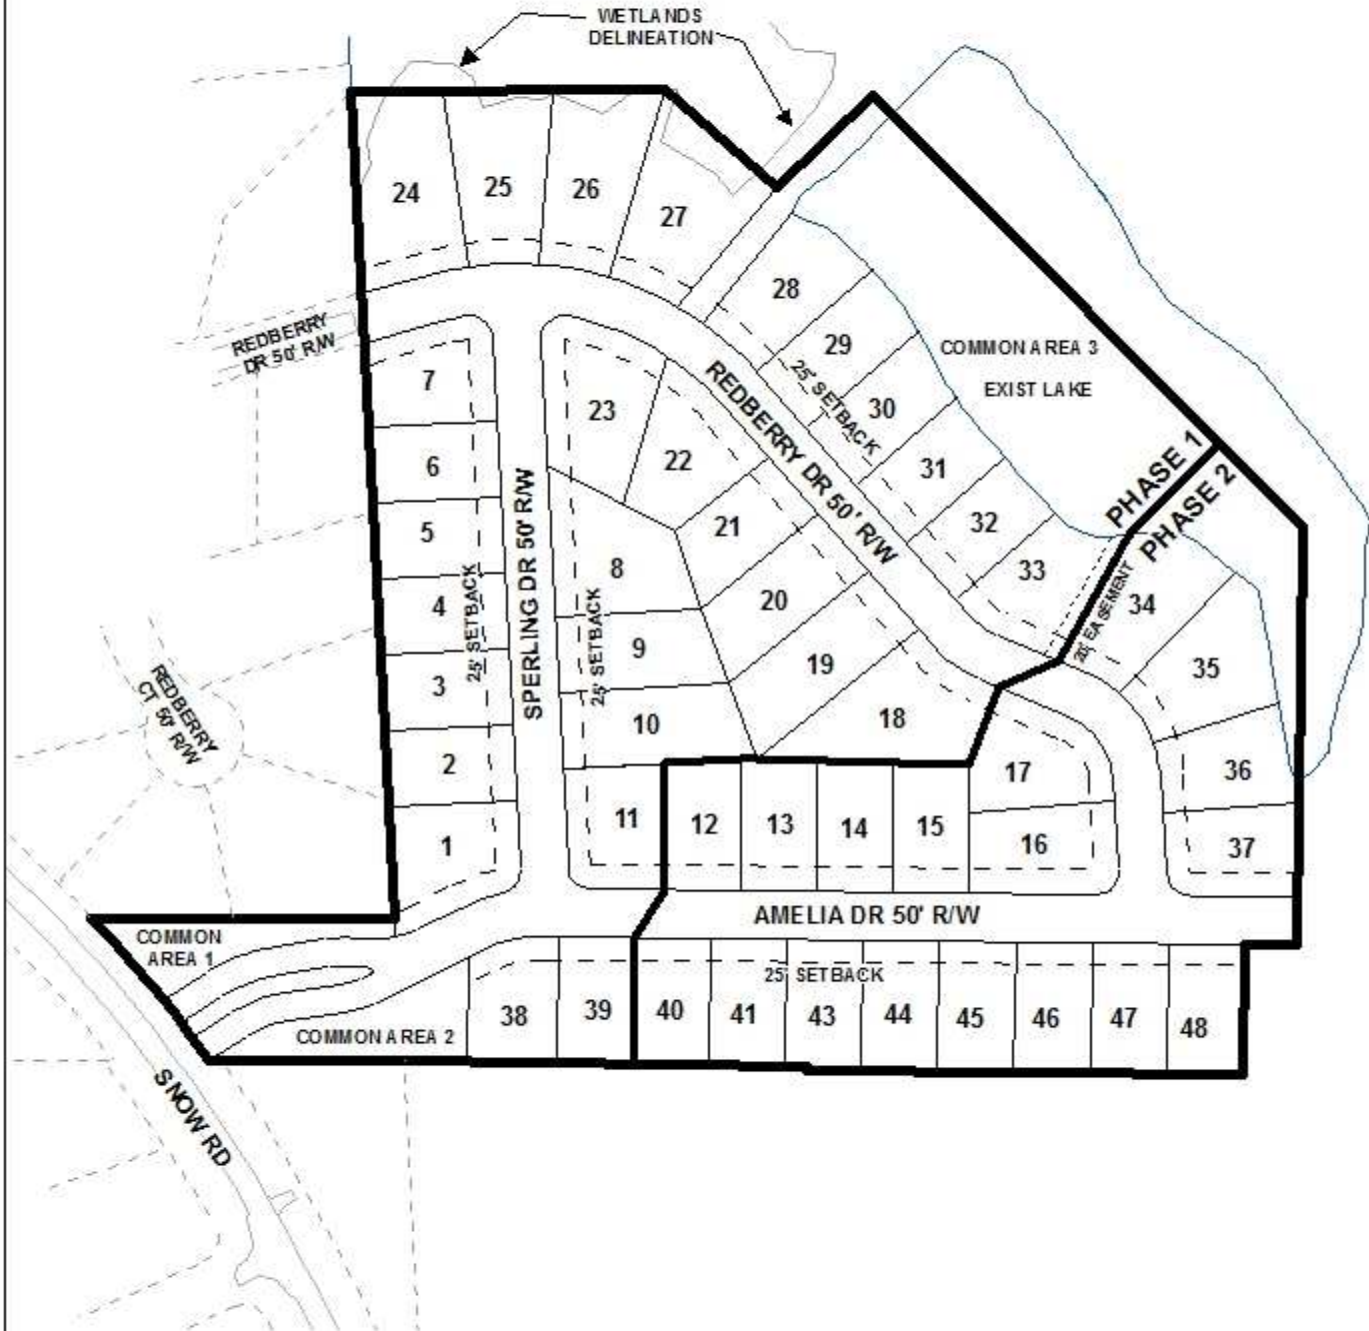 WETLANDS
DELINEATION
24
25
26
27
28
29
30
31
32
33
COMMON AREA 3
EXIST LAKE
REDBERRY
DR 50' R/W
7
6
5
4
3
2
1
23
22
21
20
19
18
8
9
10
11
REDBERRY DR 50' R/W
25' SETBACK
SPERLING DR 50' R/W
25' SETBACK
25' SETBACK
PHASE 1
PHASE 2
20' EASEMENT
34
35
36
37
REDBERRY
CT 50' R/W
12
13
14
15
16
17
AMELIA DR 50' R/W
25' SETBACK
COMMON
AREA 1
COMMON AREA 2
38
39
40
41
43
44
45
46
47
48
SNOW RD